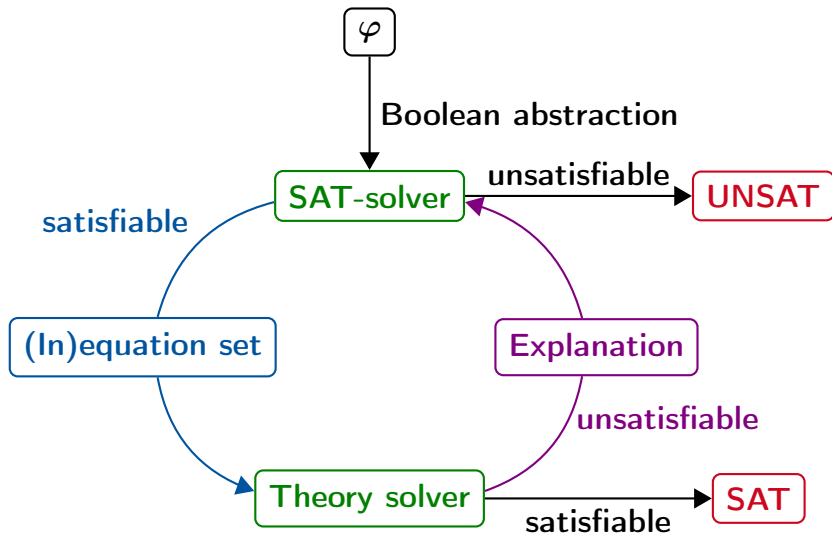 φ
Boolean abstraction
SAT-solver
unsatisfiable
UNSAT
satisfiable
(In)equation set
Explanation
unsatisfiable
Theory solver
satisfiable
SAT